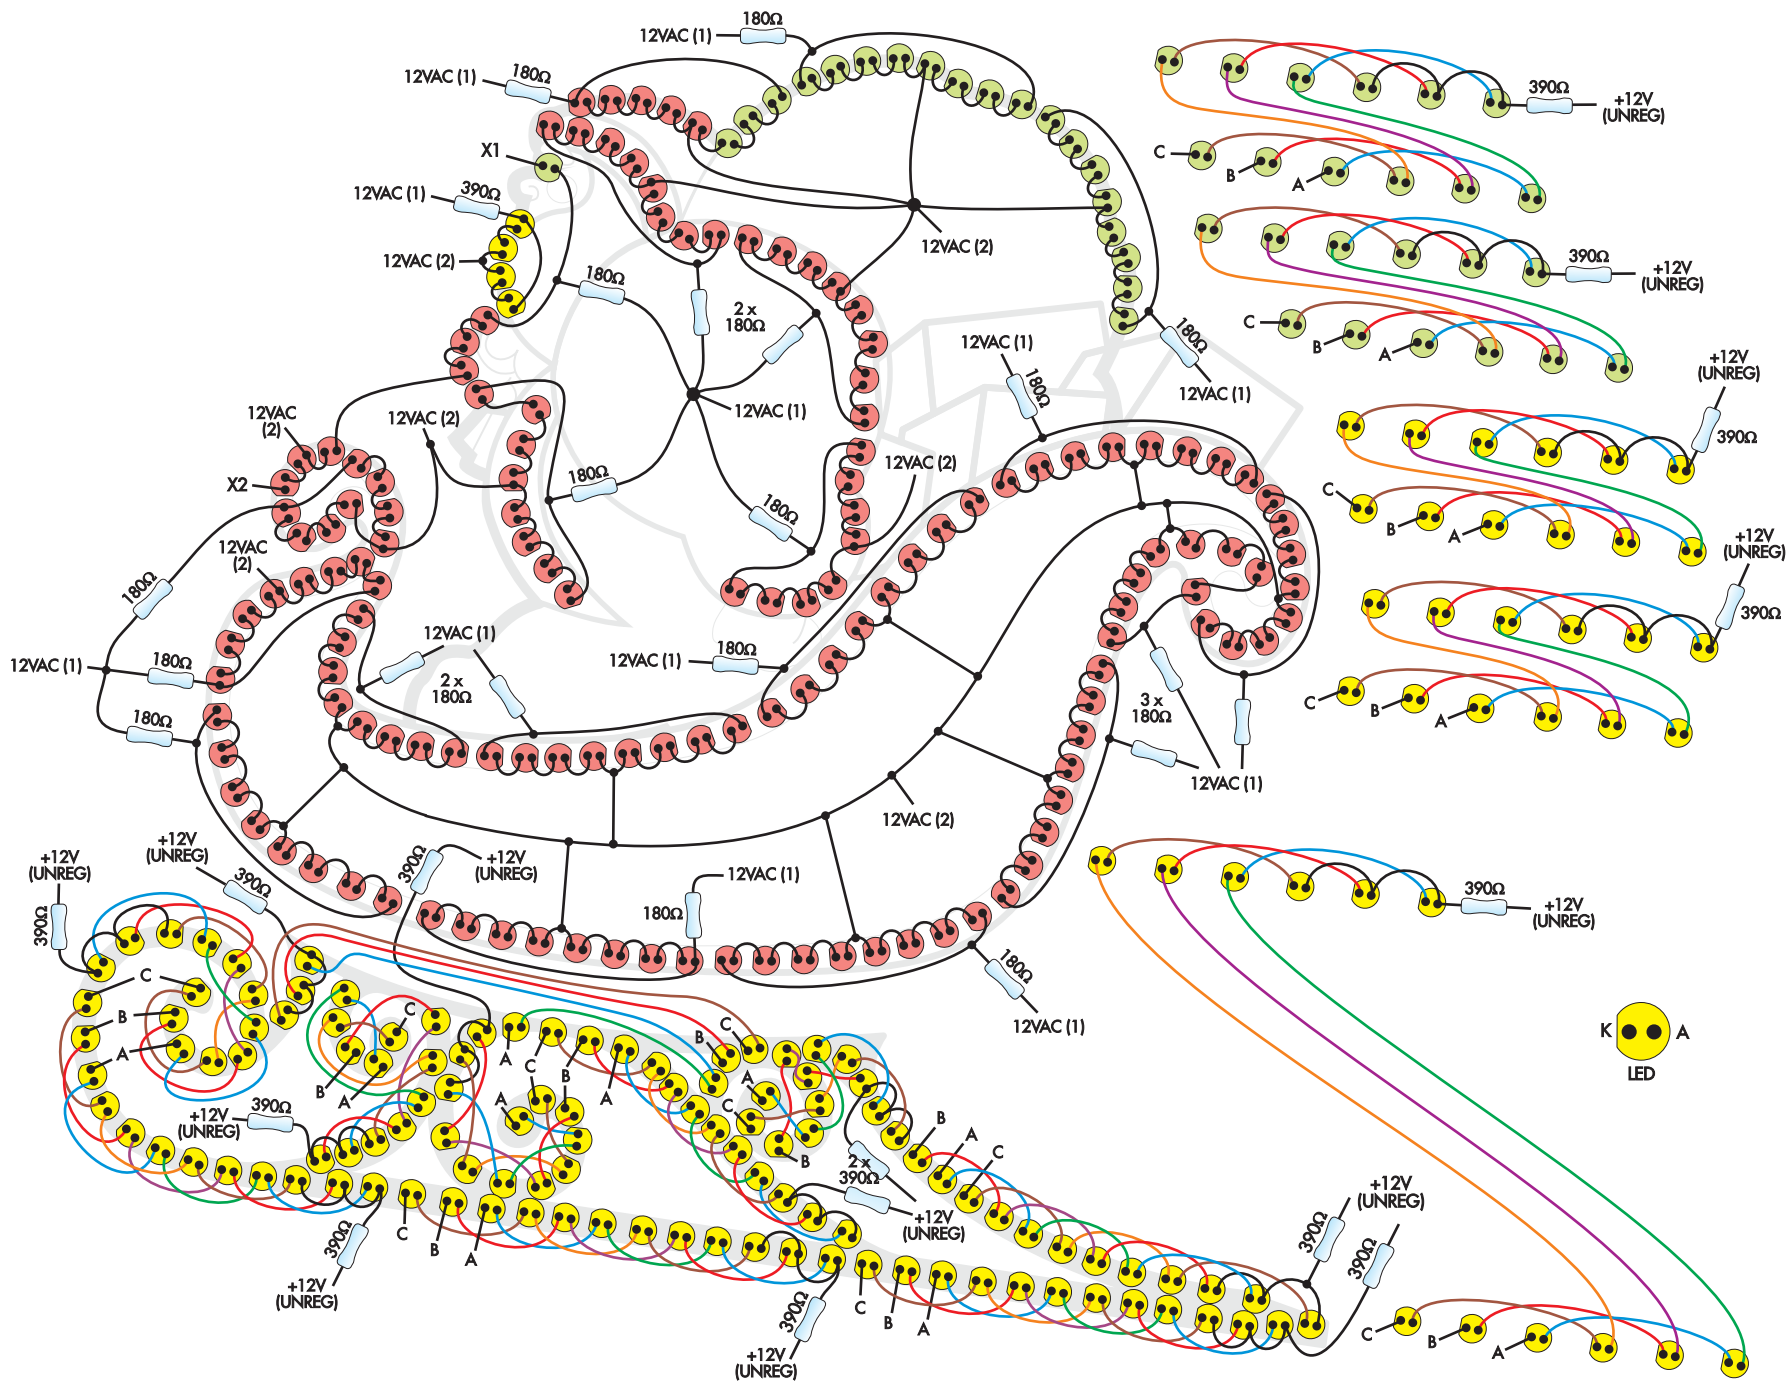 180Ω
12VAC (1)
180Ω
12VAC (1)
390Ω
+12V
(UNREG)
X1
C
B
A
12VAC (1)
390Ω
12VAC (2)
12VAC (2)
180Ω
2 x
180Ω
390Ω
+12V
(UNREG)
C
B
A
180Ω
12VAC (1)
12VAC (1)
180Ω
12VAC (1)
+12V
(UNREG)
390Ω
12VAC
(2)
12VAC (2)
X2
180Ω
180Ω
12VAC (2)
C
B
A
+12V
(UNREG)
390Ω
12VAC
(2)
180Ω
12VAC (1)
180Ω
180Ω
12VAC (1)
2 x
180Ω
12VAC (1)
180Ω
3 x
180Ω
12VAC (1)
C
B
A
12VAC (2)
+12V
(UNREG)
+12V
(UNREG)
390Ω
390Ω
390Ω
+12V
(UNREG)
12VAC (1)
180Ω
180Ω
12VAC (1)
390Ω
+12V
(UNREG)
C
B
A
C
B
A
+12V
(UNREG)
390Ω
A
C
B
A
C
B
A
B
C
A
C
B
2 x
390Ω
+12V
(UNREG)
B
A
C
K
A
LED
390Ω
+12V
(UNREG)
C
B
A
390Ω
+12V
(UNREG)
C
B
A
390Ω
390Ω
+12V
(UNREG)
C
B
A